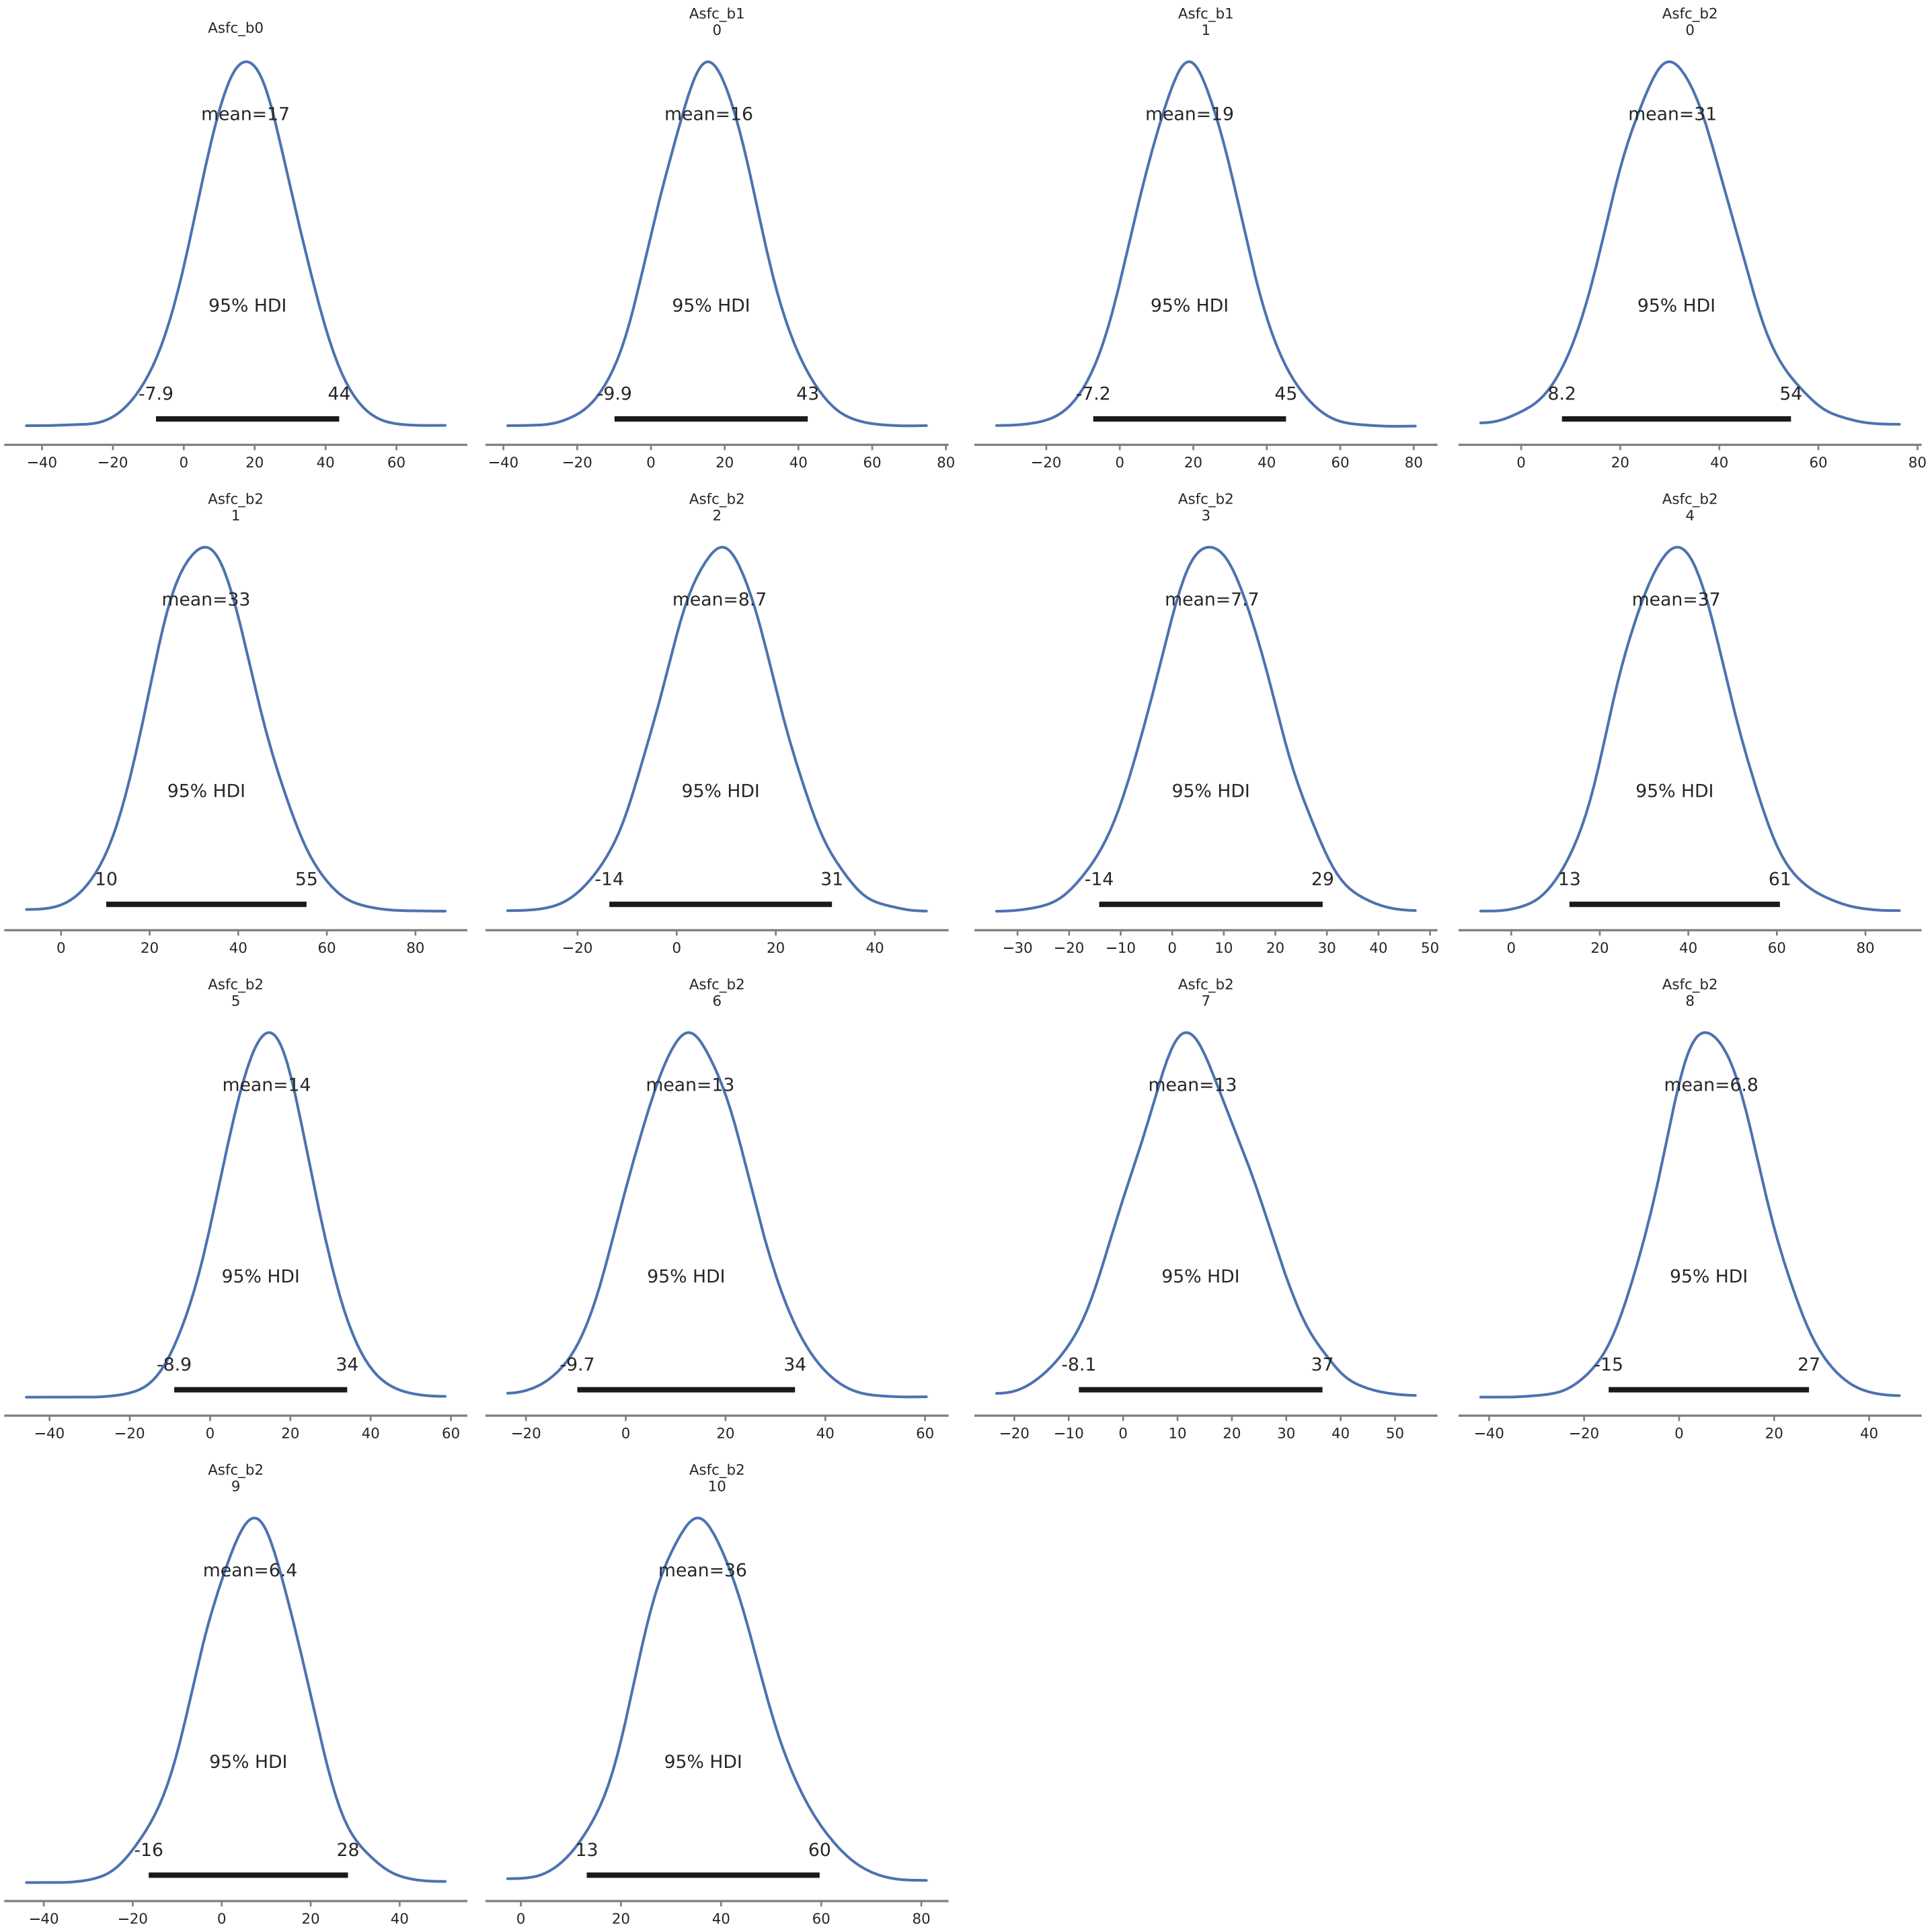 Asfc_b0
mean=17
95% HDI
-7.9 44
−40 −20 0 20 40 60
Asfc_b1
0
mean=16
95% HDI
-9.9 43
−40 −20 0 20 40 60 80
Asfc_b1
1
mean=19
95% HDI
-7.2 45
−20 0 20 40 60 80
Asfc_b2
0
mean=31
95% HDI
8.2 54
0 20 40 60 80
Asfc_b2
1
mean=33
95% HDI
10 55
0 20 40 60 80
Asfc_b2
2
mean=8.7
95% HDI
-14 31
−20 0 20 40
Asfc_b2
3
mean=7.7
95% HDI
-14 29
−30 −20 −10 0 10 20 30 40 50
Asfc_b2
4
mean=37
95% HDI
13 61
0 20 40 60 80
Asfc_b2
5
mean=14
95% HDI
-8.9 34
−40 −20 0 20 40 60
Asfc_b2
6
mean=13
95% HDI
-9.7 34
−20 0 20 40 60
Asfc_b2
7
mean=13
95% HDI
-8.1 37
−20 −10 0 10 20 30 40 50
Asfc_b2
8
mean=6.8
95% HDI
-15 27
−40 −20 0 20 40
Asfc_b2
9
mean=6.4
95% HDI
-16 28
−40 −20 0 20 40
Asfc_b2
10
mean=36
95% HDI
13 60
0 20 40 60 80